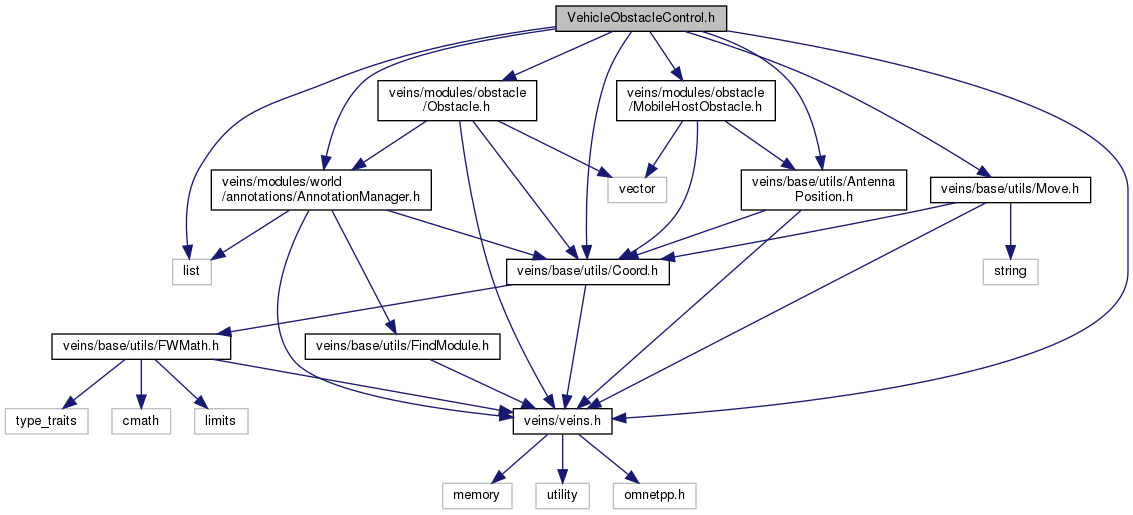 VehicleObstacleControl.h
veins/modules/obstacle
/Obstacle.h
veins/modules/obstacle
/MobileHostObstacle.h
veins/modules/world
/annotations/AnnotationManager.h
vector
veins/base/utils/Antenna
Position.h
veins/base/utils/Move.h
list
veins/base/utils/Coord.h
string
veins/base/utils/FWMath.h
veins/base/utils/FindModule.h
type_traits
cmath
limits
veins/veins.h
memory
utility
omnetpp.h